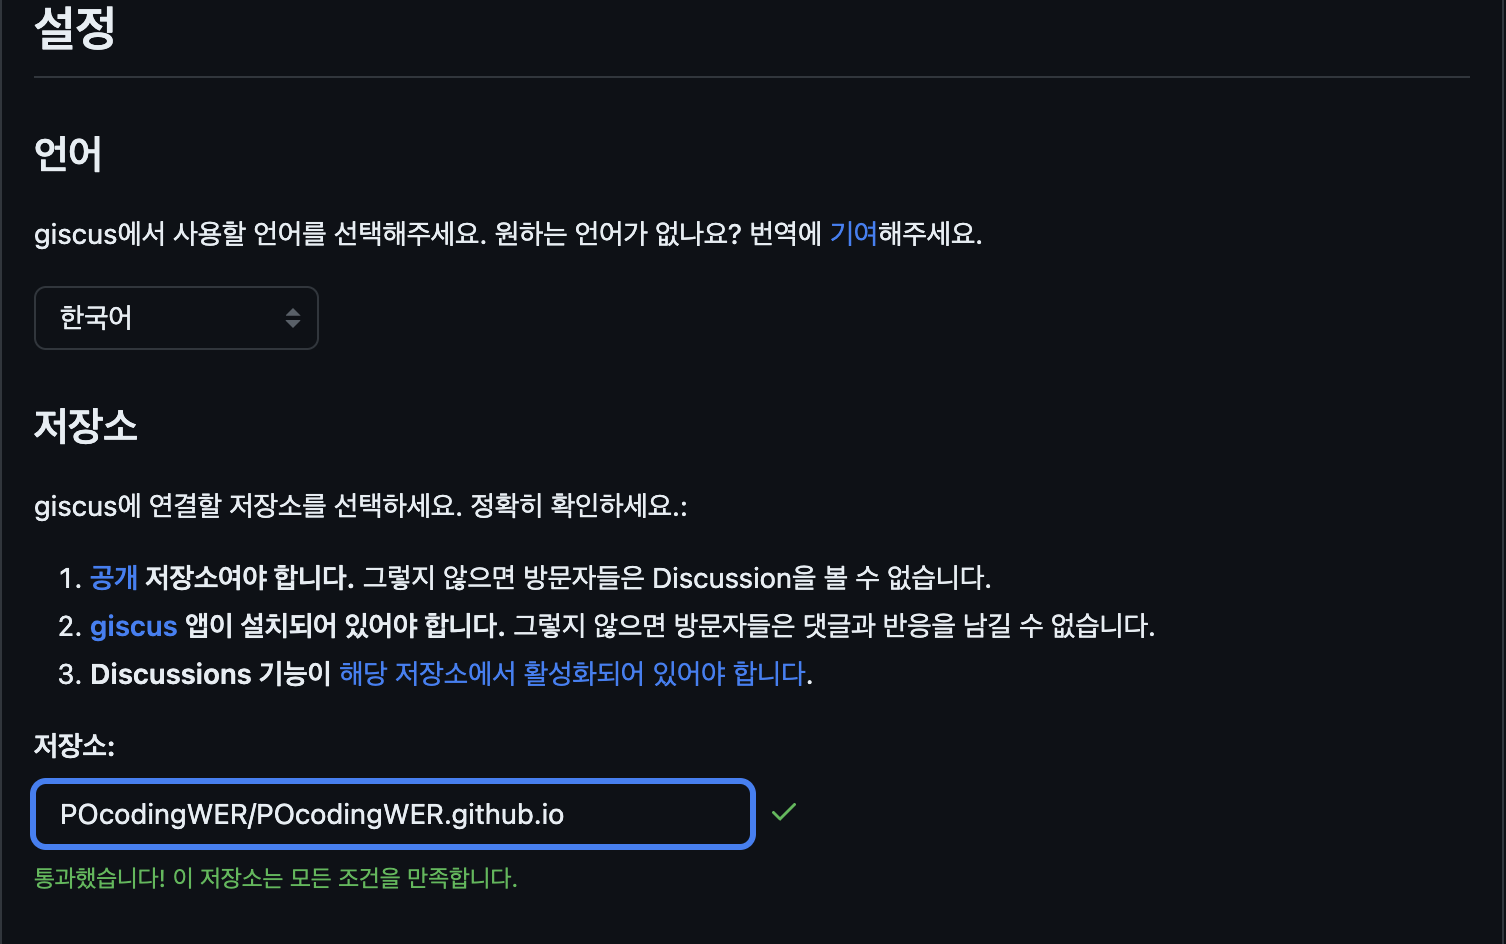 설정
언어
giscus에서 사용할 언어를 선택해주세요. 원하는 언어가 없나요? 번역에 기여해주세요.
한국어
저장소
giscus에 연결할 저장소를 선택하세요. 정확히 확인하세요.:
1. 공개 저장소여야 합니다. 그렇지 않으면 방문자들은 Discussion을 볼 수 없습니다.
2. giscus 앱이 설치되어 있어야 합니다. 그렇지 않으면 방문자들은 댓글과 반응을 남길 수 없습니다.
3. Discussions 기능이 해당 저장소에서 활성화되어 있어야 합니다.
저장소:
POcodingWER/POcodingWER.github.io
통과했습니다! 이 저장소는 모든 조건을 만족합니다.